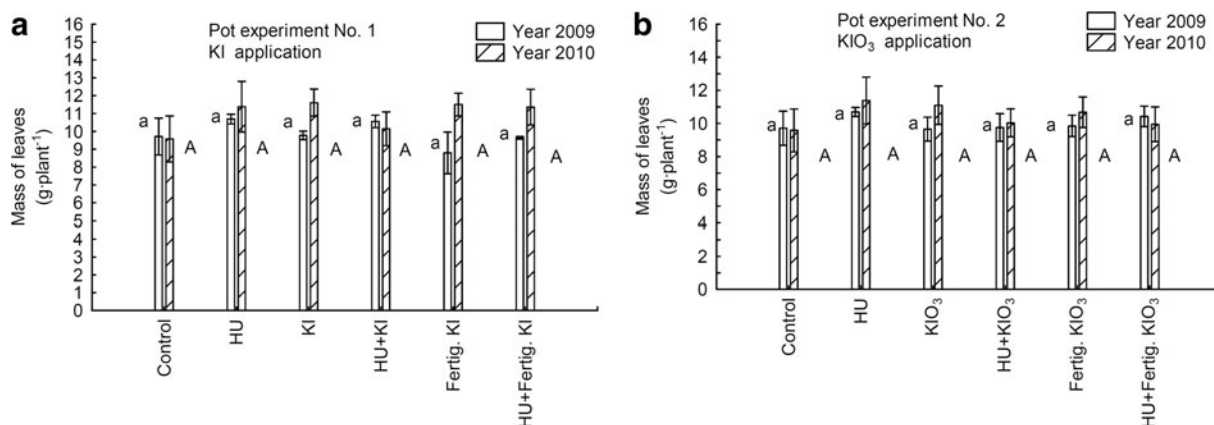 a
Pot experiment No. 1
KI application
Year 2009
Year 2010
Mass of leaves
(g·plant⁻¹)
16
15
14
13
12
11
10
9
8
7
6
5
4
3
2
1
0
a A
a A
a A
a A
a A
a A
Control
HU
KI
HU+KI
Fertig. KI
HU+Fertig. KI
b
Pot experiment No. 2
KIO₃ application
Year 2009
Year 2010
Mass of leaves
(g·plant⁻¹)
16
14
12
10
8
6
4
2
0
a A
a A
a A
a A
a A
a A
Control
HU
KIO₃
HU+KIO₃
Fertig. KIO₃
HU+Fertig. KIO₃